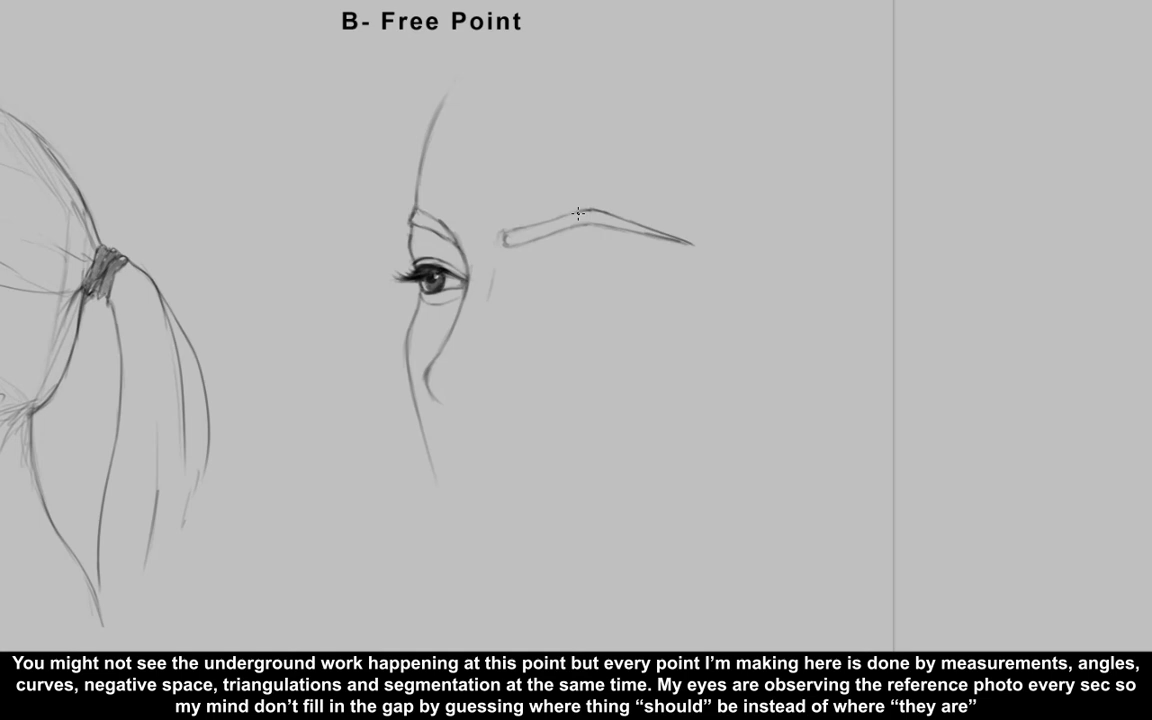 B- Free Point
You might not see the underground work happening at this point but every point I’m making here is done by measurements, angles,
curves, negative space, triangulations and segmentation at the same time. My eyes are observing the reference photo every sec so
my mind don’t fill in the gap by guessing where thing “should” be instead of where “they are”